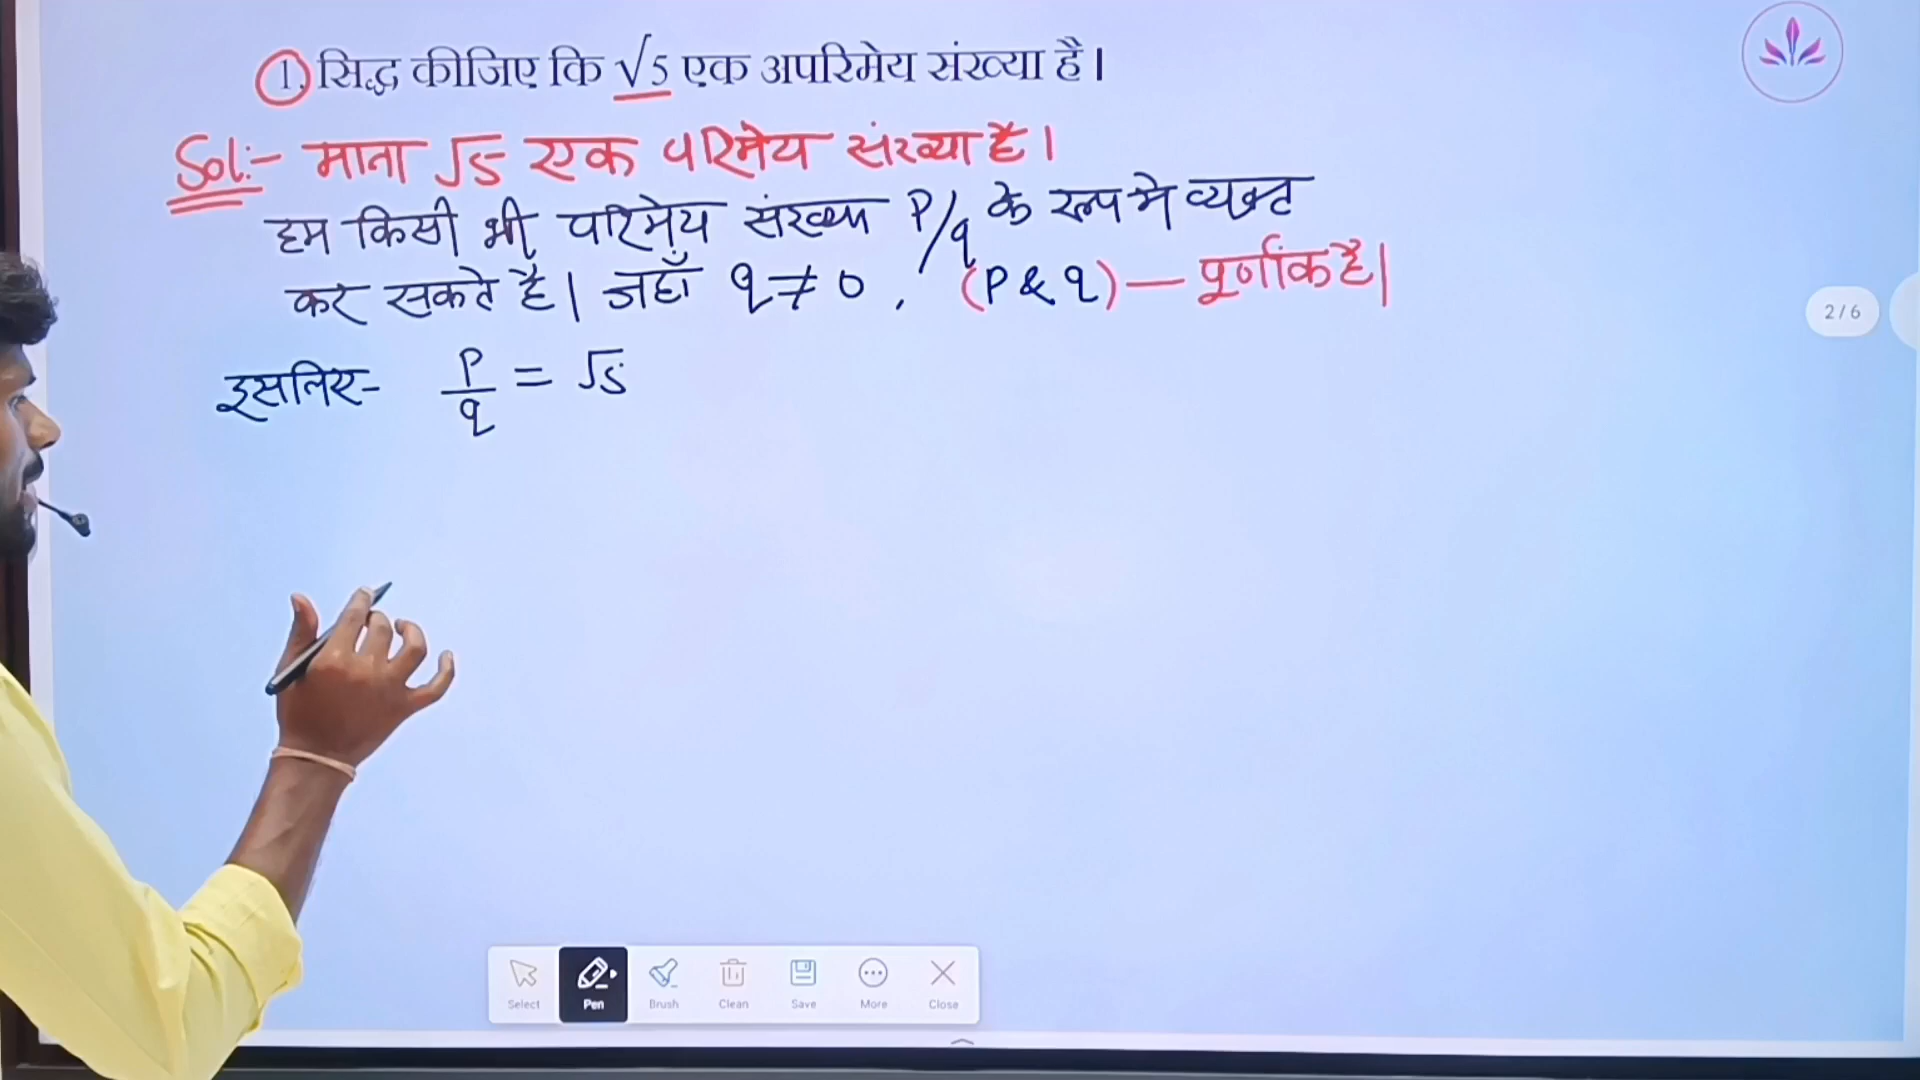 1. सिद्ध कीजिए कि √5 एक अपरिमेय संख्या है।
Sol:- माना √5 एक परिमेय संख्या है।
हम किसी भी परिमेय संख्या P/q के रूप मे व्यक्ट
कर सकते है। जहाँ q ≠ 0 , (P & q) — पूर्णांक है।
इसलिए- P/q = √5
2/6
Select Pen Brush Clean Save More Close